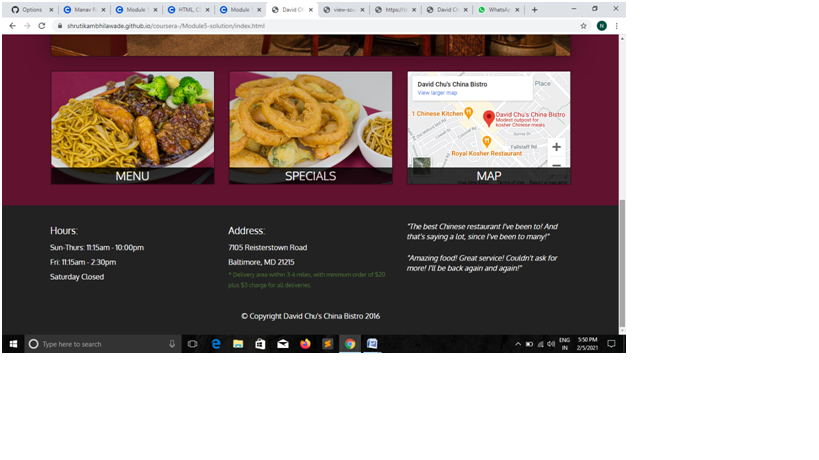 Options
Manav R
Module
HTML, C
Module
David Ch
view-sou
https://
David C
WhatsAp
shrutikambhilawade.github.io/coursera-/Module5-solution/index.html
N
David Chu's China Bistro
View larger map
Place
1 Chinese Kitchen
David Chu's China Bistro
Modest outpost for
kosher Chinese meals
Fallstaff Rd
Royal Kosher Restaurant
MENU
SPECIALS
MAP
Hours:
Sun-Thurs: 11:15am - 10:00pm
Fri: 11:15am - 2:30pm
Saturday Closed
Address:
7105 Reisterstown Road
Baltimore, MD 21215
* Delivery area within 3-4 miles, with minimum order of $20
plus $3 charge for all deliveries.
"The best Chinese restaurant I've been to! And
that's saying a lot, since I've been to many!"
"Amazing food! Great service! Couldn't ask for
more! I'll be back again and again!"
© Copyright David Chu's China Bistro 2016
Type here to search
ENG
IN
5:50 PM
2/5/2021